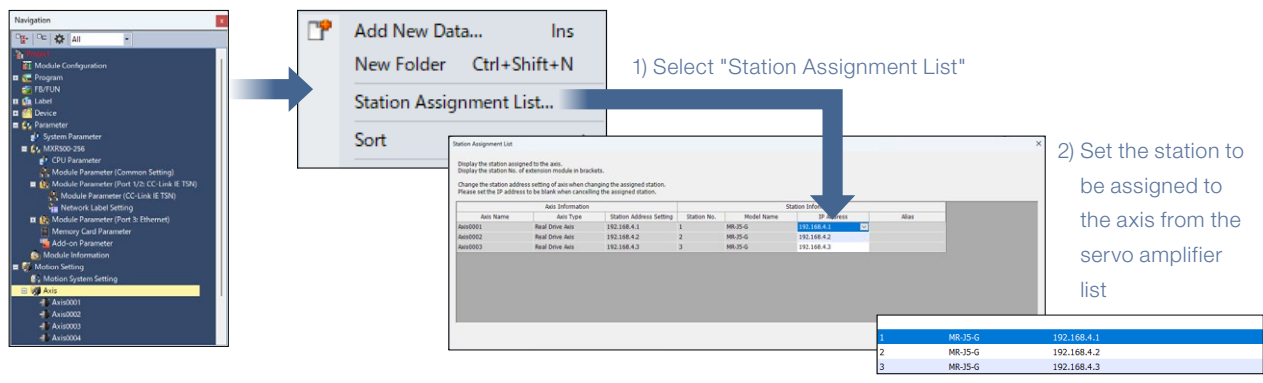 Navigation
All
Project
Module Configuration
Program
FB/FUN
Label
Device
Parameter
System Parameter
MXR500-256
CPU Parameter
Module Parameter (Common Setting)
Module Parameter (Port 1/2: CC-Link IE TSN)
Module Parameter (CC-Link IE TSN)
Network Label Setting
Module Parameter (Port 3: Ethernet)
Memory Card Parameter
Add-on Parameter
Module Information
Motion Setting
Motion System Setting
Axis
Axis0001
Axis0002
Axis0003
Axis0004
Add New Data... Ins
New Folder Ctrl+Shift+N
Station Assignment List...
Sort
1) Select "Station Assignment List"
Station Assignment List
Display the station assigned to the axis.
Display the station No. of extension module in brackets.
Change the station address setting of axis when changing the assigned station.
Please set the IP address to be blank when cancelling the assigned station.
Axis Information Station
Axis Name Axis Type Station Address Setting Station No. Model Name IP Address Alias
Axis0001 Real Drive Axis 192.168.4.1 1 MR-J5-G 192.168.4.1
Axis0002 Real Drive Axis 192.168.4.2 2 MR-J5-G 192.168.4.2
Axis0003 Real Drive Axis 192.168.4.3 3 MR-J5-G 192.168.4.3
2) Set the station to
be assigned to
the axis from the
servo amplifier
list
1 MR-J5-G 192.168.4.1
2 MR-J5-G 192.168.4.2
3 MR-J5-G 192.168.4.3